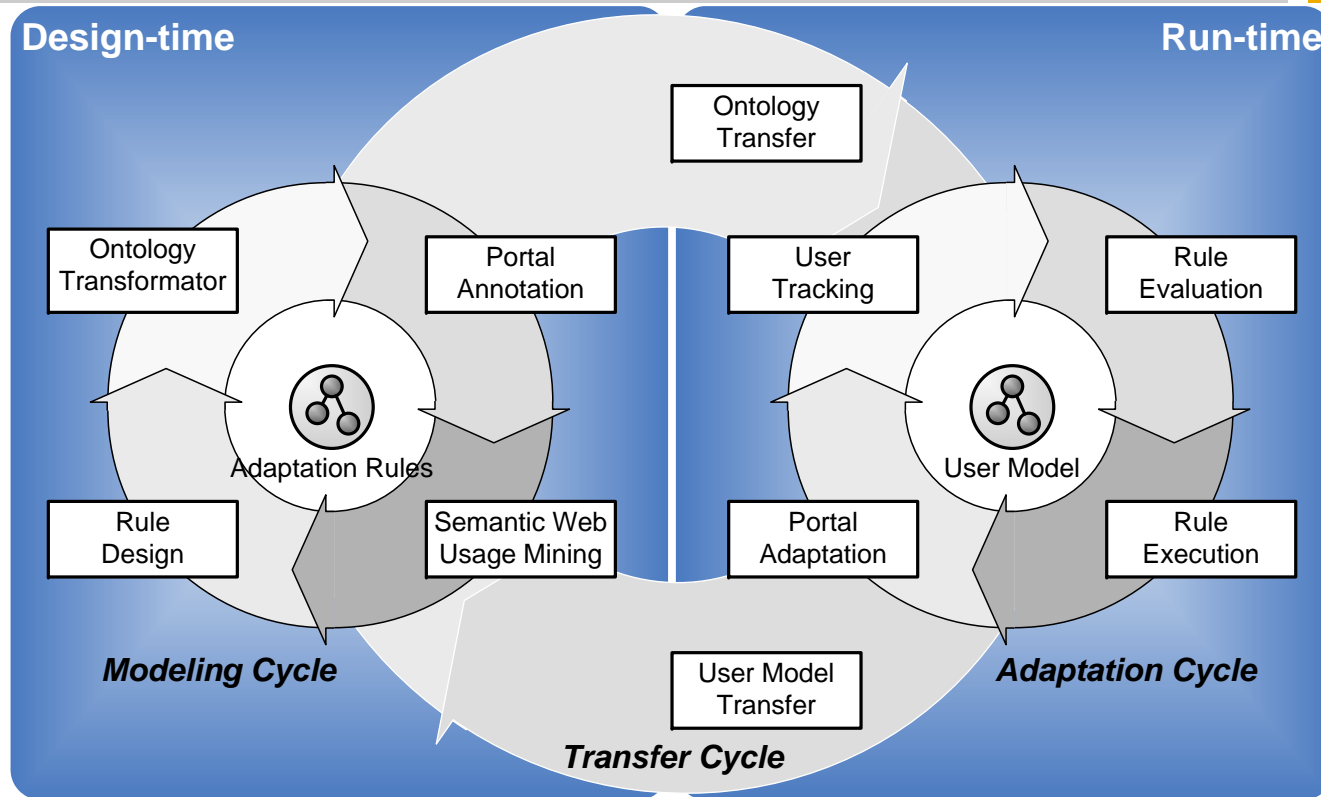 Design-time
Run-time
Ontology
Transfer
Ontology
Transformator
Portal
Annotation
User
Tracking
Rule
Evaluation
Adaptation Rules
User Model
Rule
Design
Semantic Web
Usage Mining
Portal
Adaptation
Rule
Execution
Modeling Cycle
User Model
Transfer
Adaptation Cycle
Transfer Cycle